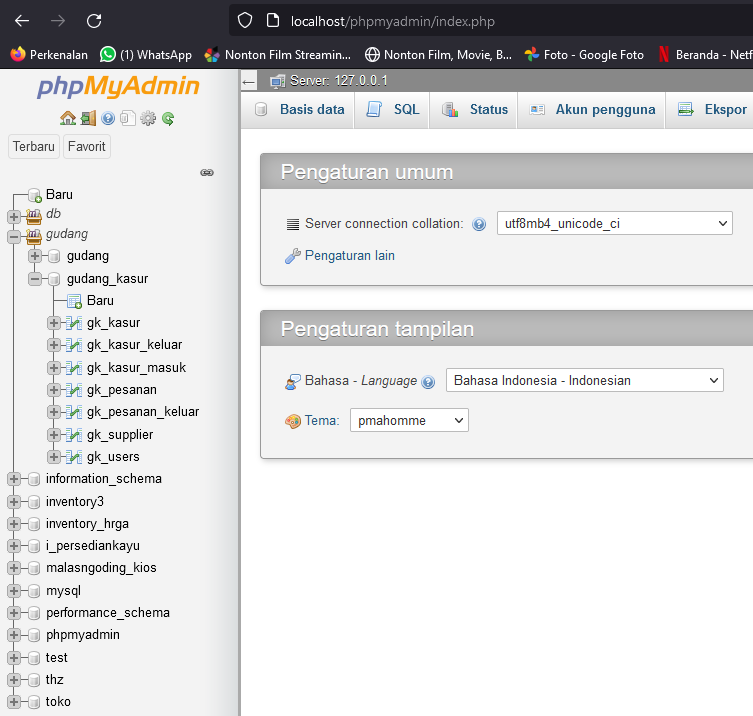 localhost/phpmyadmin/index.php
Perkenalan (1) WhatsApp Nonton Film Streamin... Nonton Film, Movie, B... Foto - Google Foto Beranda - Netf
phpMyAdmin
Terbaru Favorit
Baru
db
gudang
gudang
gudang_kasur
Baru
gk_kasur
gk_kasur_keluar
gk_kasur_masuk
gk_pesanan
gk_pesanan_keluar
gk_supplier
gk_users
information_schema
inventory3
inventory_hrga
i_persediankayu
malasngoding_kios
mysql
performance_schema
phpmyadmin
test
thz
toko
Server: 127.0.0.1
Basis data SQL Status Akun pengguna Ekspor
Pengaturan umum
Server connection collation: utf8mb4_unicode_ci
Pengaturan lain
Pengaturan tampilan
Bahasa - Language Bahasa Indonesia - Indonesian
Tema: pmahomme